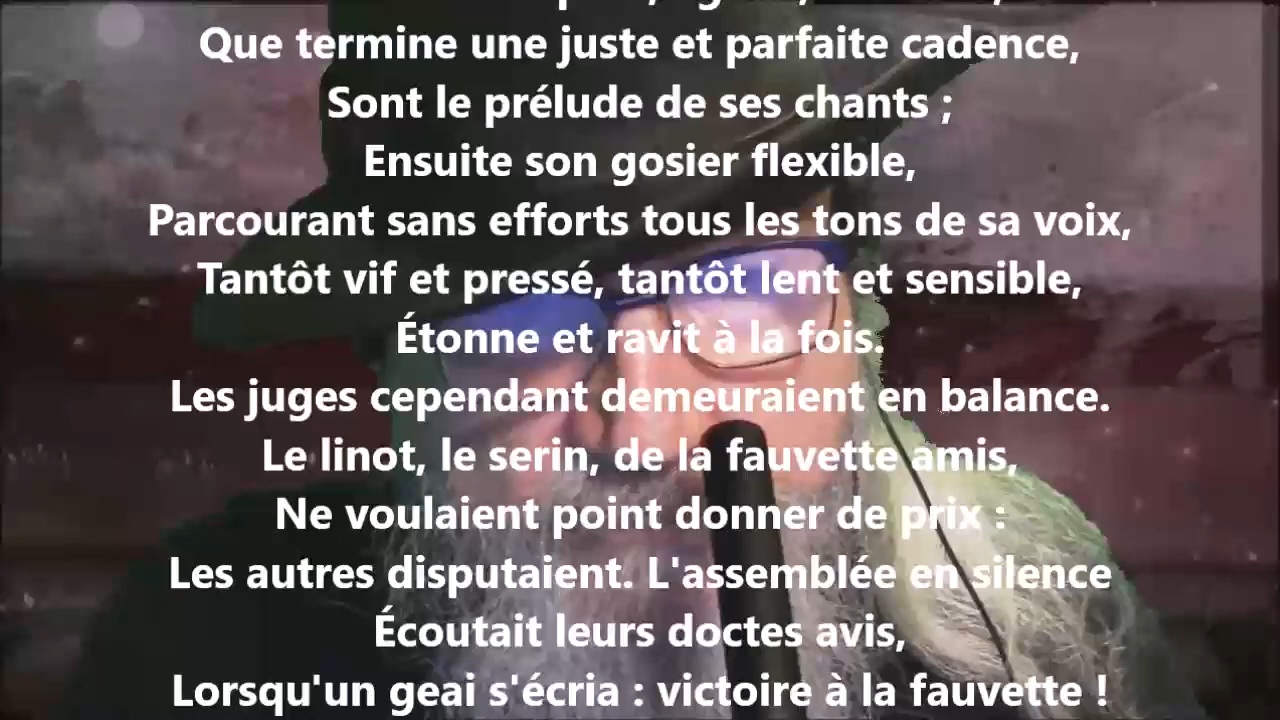 Que termine une juste et parfaite cadence,
Sont le prélude de ses chants ;
Ensuite son gosier flexible,
Parcourant sans efforts tous les tons de sa voix,
Tantôt vif et pressé, tantôt lent et sensible,
Étonne et ravit à la fois.
Les juges cependant demeuraient en balance.
Le linot, le serin, de la fauvette amis,
Ne voulaient point donner de prix :
Les autres disputaient. L'assemblée en silence
Écoutait leurs doctes avis,
Lorsqu'un geai s'écria : victoire à la fauvette !